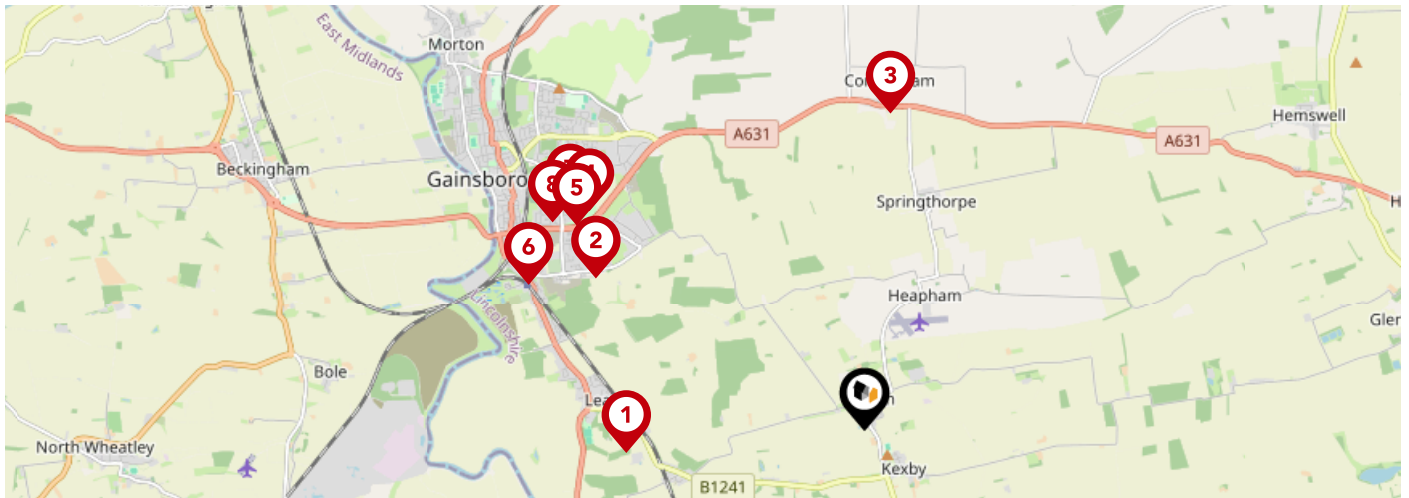 East Midlands
Morton
3
Hemswell
A631
A631
Beckingham
Gainsboro
8
5
Springthorpe
6
2
Lincolnshire
Heapham
Bole
1
North Wheatley
Kexby
B1241